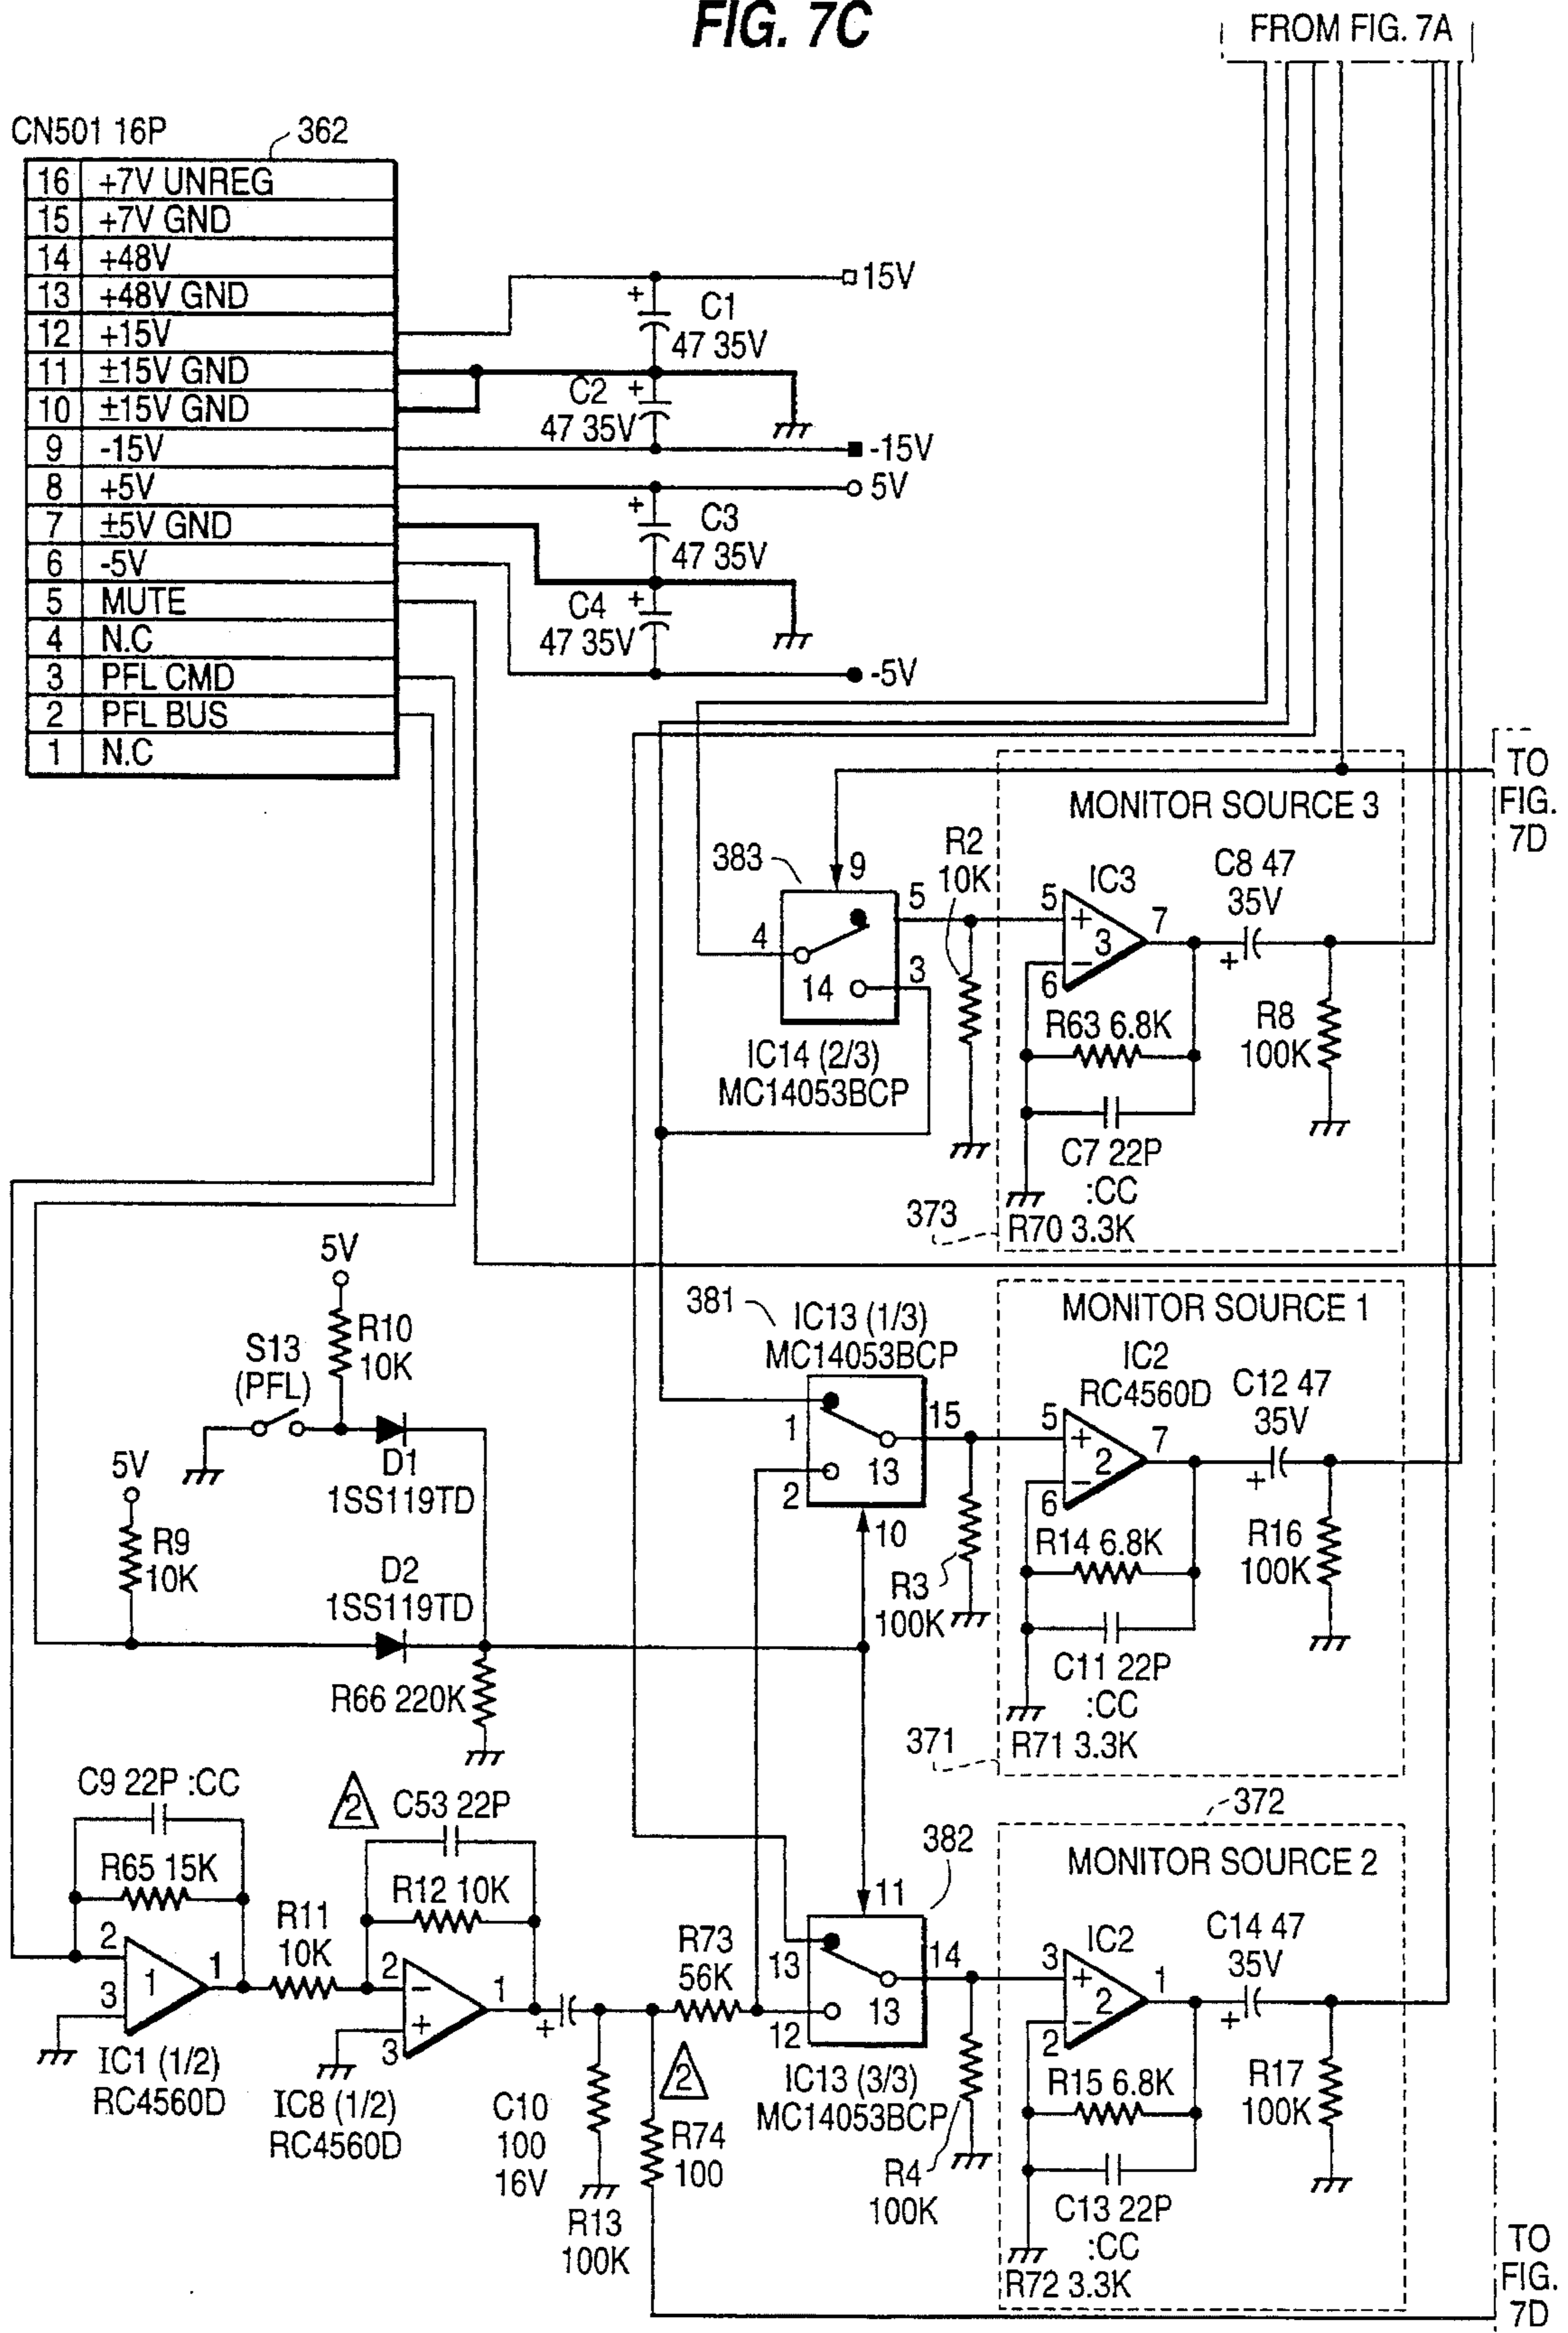 FIG. 7C
FROM FIG. 7A
CN501 16P
362
16 +7V UNREG
15 +7V GND
14 +48V
13 +48V GND
12 +15V
11 ±15V GND
10 ±15V GND
9 -15V
8 +5V
7 ±5V GND
6 -5V
5 MUTE
4 N.C
3 PFL CMD
2 PFL BUS
1 N.C
15V
+
C1
47 35V
C2
+
47 35V
-15V
5V
+
C3
47 35V
C4
+
47 35V
-5V
TO
FIG.
7D
MONITOR SOURCE 3
383
9
R2
10K
5
4
14
3
IC14 (2/3)
MC14053BCP
IC3
5
+
3
7
-
6
C8 47
35V
+
R63 6.8K
R8
100K
C7 22P
:CC
373
R70 3.3K
5V
R10
10K
S13
(PFL)
D1
1SS119TD
5V
R9
10K
D2
1SS119TD
R66 220K
381
IC13 (1/3)
MC14053BCP
1
15
13
2
10
R3
100K
MONITOR SOURCE 1
IC2
RC4560D
5
+
2
7
-
6
C12 47
35V
+
R14 6.8K
R16
100K
C11 22P
:CC
371
R71 3.3K
C9 22P :CC
R65 15K
2
1
1
3
IC1 (1/2)
RC4560D
R11
10K
2
C53 22P
R12 10K
2
-
1
+
3
IC8 (1/2)
RC4560D
+
C10
100
16V
R13
100K
R73
56K
2
R74
100
382
11
13
14
13
12
IC13 (3/3)
MC14053BCP
R4
100K
372
MONITOR SOURCE 2
IC2
3
+
2
1
-
2
C14 47
35V
+
R15 6.8K
R17
100K
C13 22P
:CC
R72 3.3K
TO
FIG.
7D